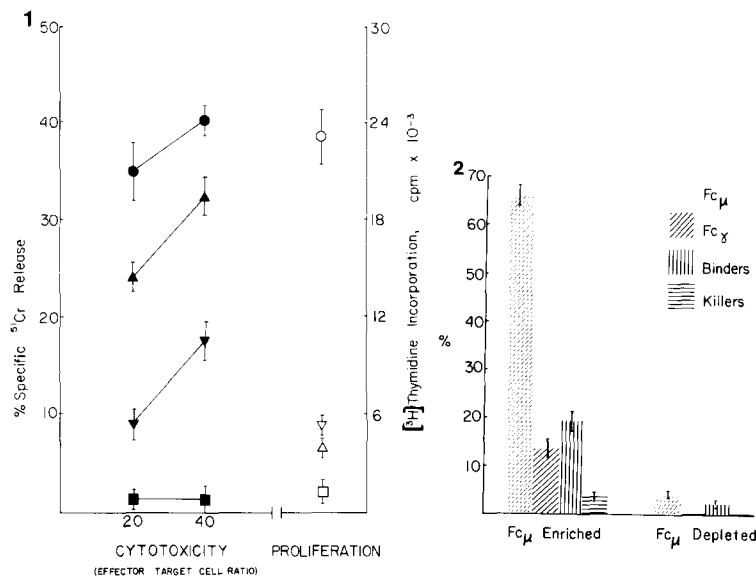 1
50
40
30
20
10
% Specific ⁵¹Cr Release
20
40
CYTOTOXICITY
(EFFECTOR TARGET CELL RATIO)
PROLIFERATION
30
24
18
12
6
[³H]Thymidine Incorporation, cpm x 10⁻³
2
70
60
50
40
30
20
10
%
Fcμ
Fcγ
Binders
Killers
Fcμ Enriched
Fcμ Depleted